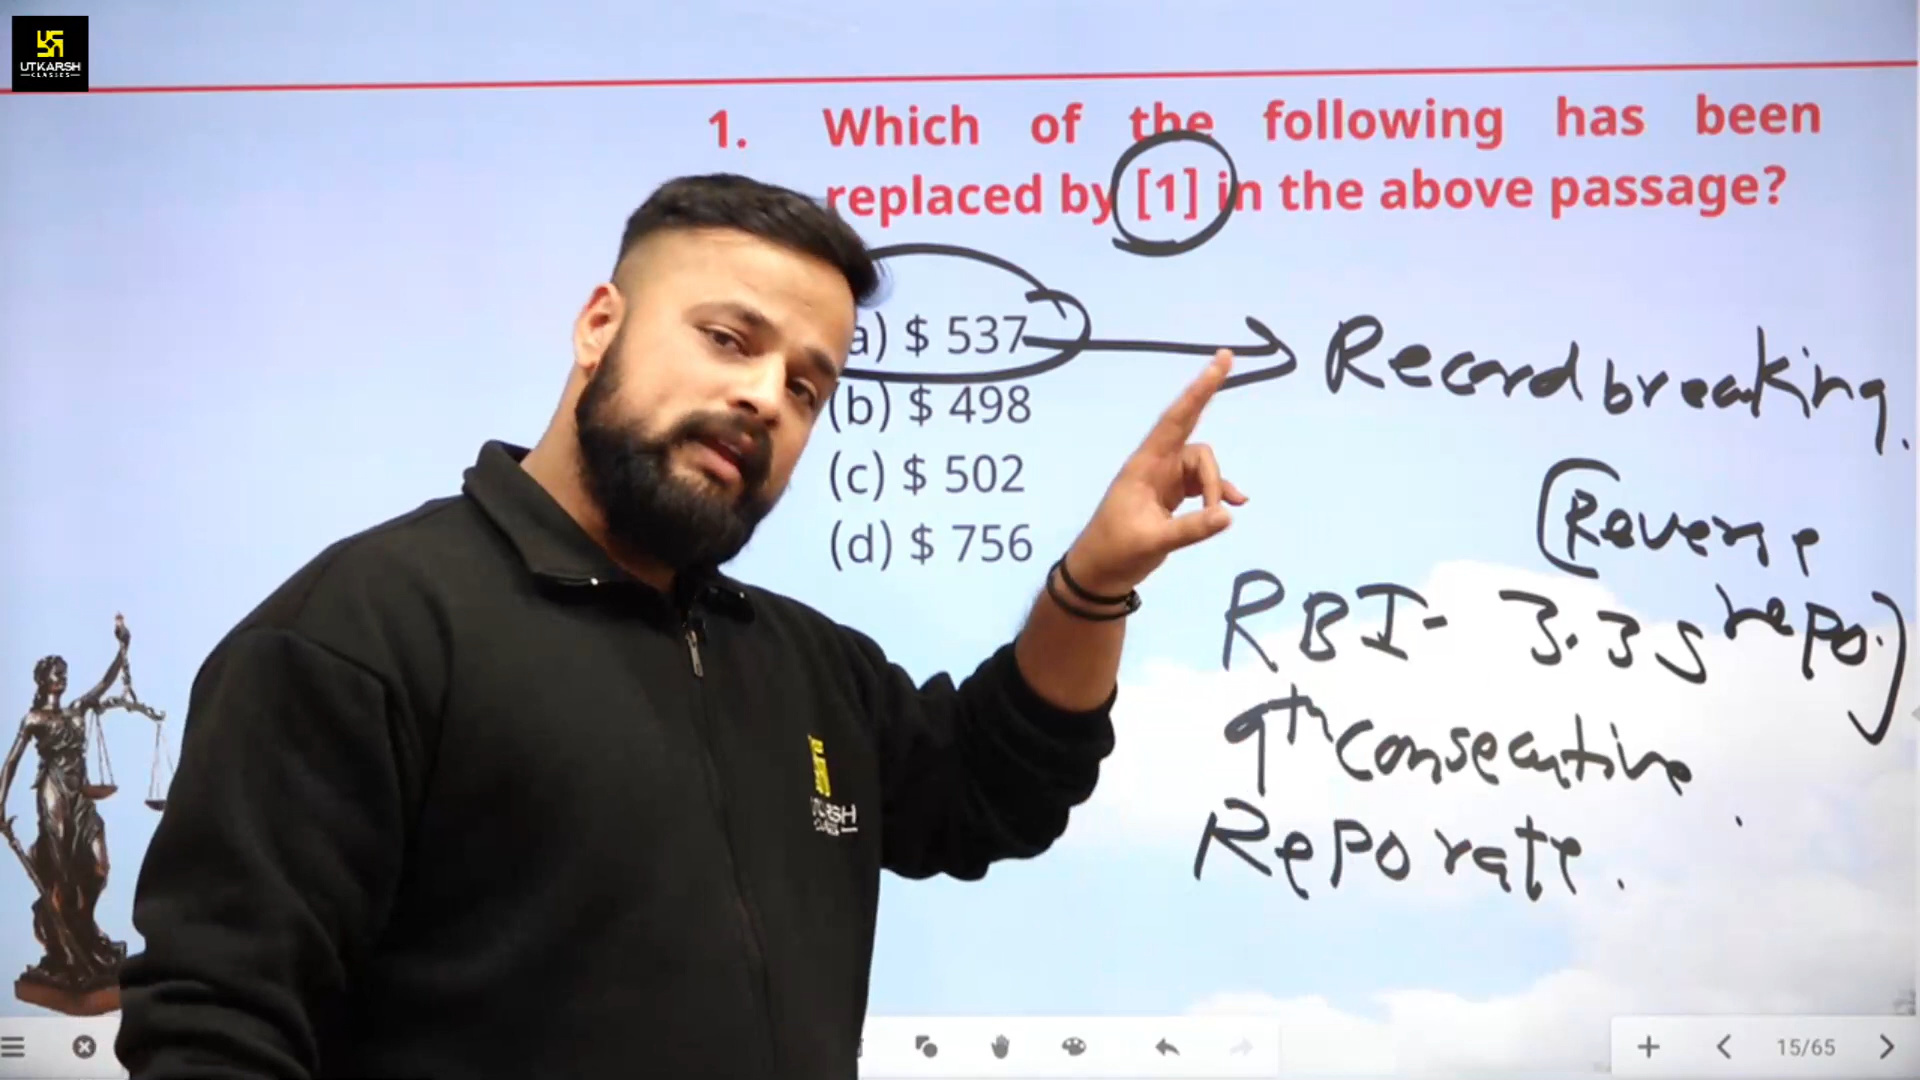 UTKARSH
CLASSES
1. Which of the following has been
replaced by [1] in the above passage?
a) $ 537
(b) $ 498
(c) $ 502
(d) $ 756
Record breaking.
(Reverse
repo.)
RBI- 3.35
9th consecutive
Repo rate.
CLASSES
15/65